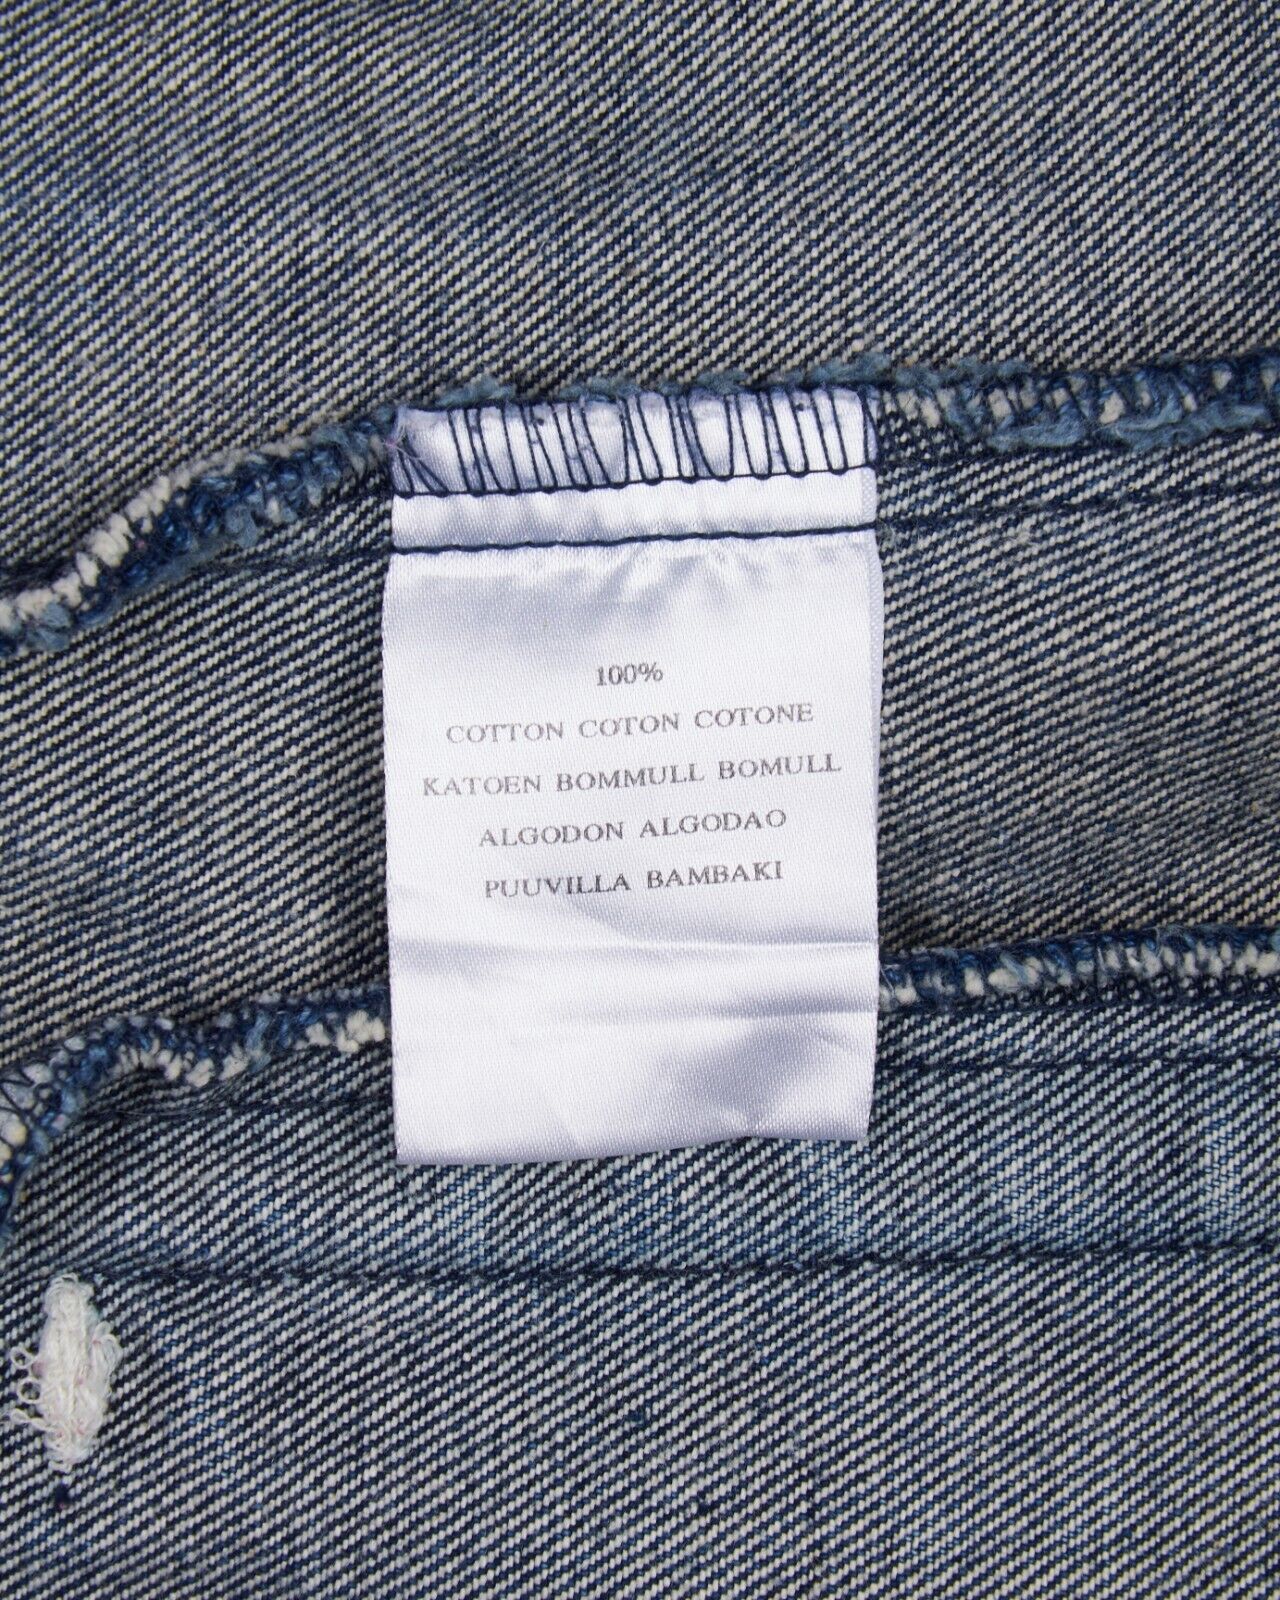 100%
COTTON COTON COTONE
KATOEN BOMMULL BOMULL
ALGODON ALGODAO
PUUVILLA BAMBAKI